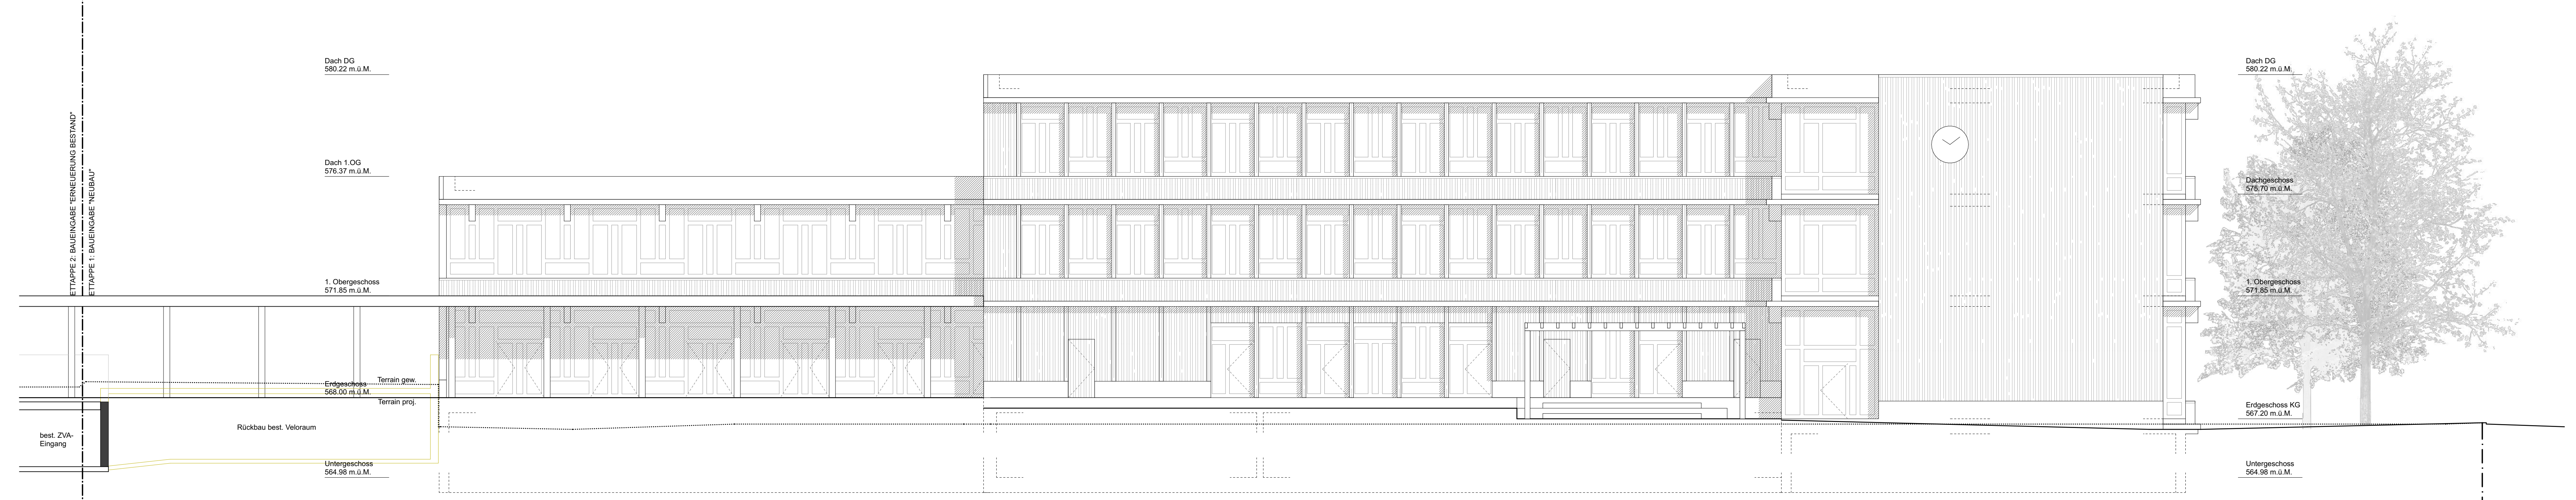 ETTAPPE 2: BAUEINGABE "ERNEUERUNG BESTAND"
ETTAPPE 1: BAUEINGABE "NEUBAU"
Dach DG
580.22 m.ü.M.
Dach 1.OG
576.37 m.ü.M.
1. Obergeschoss
571.85 m.ü.M.
Terrain gew.
Erdgeschoss
568.00 m.ü.M.
Terrain proj.
Rückbau best. Veloraum
best. ZVA-
Eingang
Untergeschoss
564.98 m.ü.M.
Dach DG
580.22 m.ü.M.
Dachgeschoss
575.70 m.ü.M.
1. Obergeschoss
571.85 m.ü.M.
Erdgeschoss KG
567.20 m.ü.M.
Untergeschoss
564.98 m.ü.M.